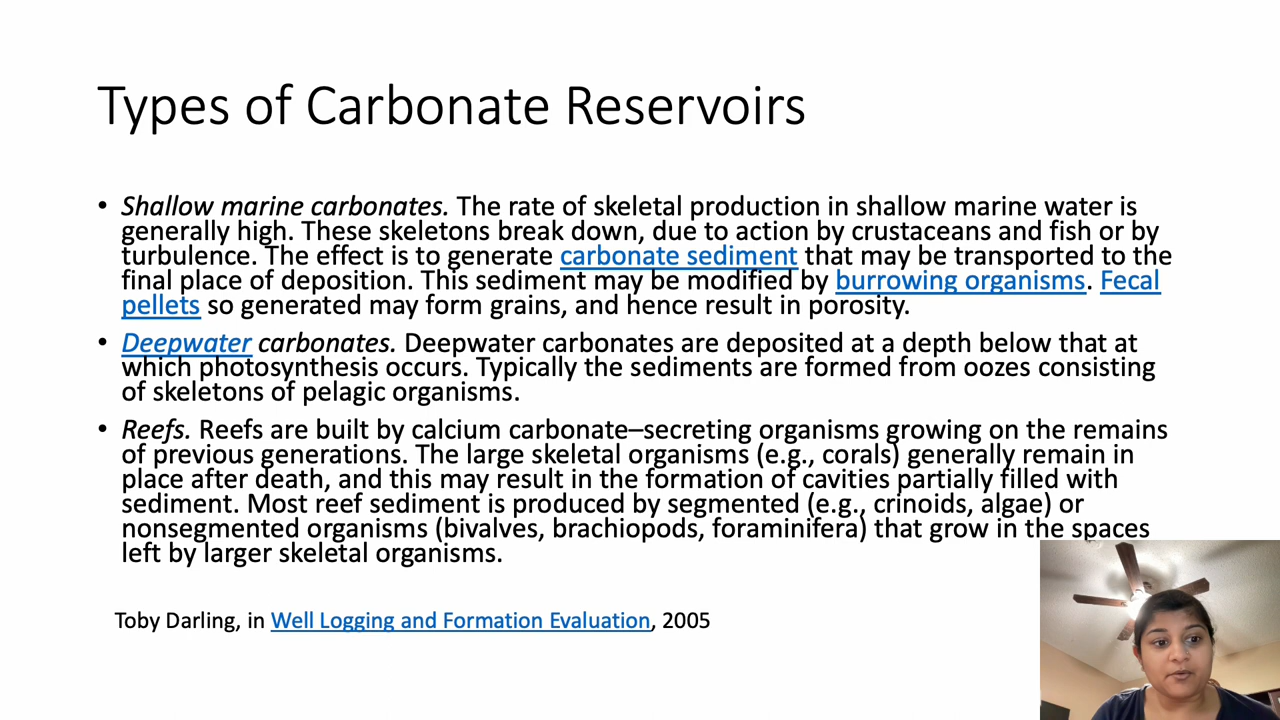 Types of Carbonate Reservoirs
• Shallow marine carbonates. The rate of skeletal production in shallow marine water is
generally high. These skeletons break down, due to action by crustaceans and fish or by
turbulence. The effect is to generate carbonate sediment that may be transported to the
final place of deposition. This sediment may be modified by burrowing organisms. Fecal
pellets so generated may form grains, and hence result in porosity.
• Deepwater carbonates. Deepwater carbonates are deposited at a depth below that at
which photosynthesis occurs. Typically the sediments are formed from oozes consisting
of skeletons of pelagic organisms.
• Reefs. Reefs are built by calcium carbonate–secreting organisms growing on the remains
of previous generations. The large skeletal organisms (e.g., corals) generally remain in
place after death, and this may result in the formation of cavities partially filled with
sediment. Most reef sediment is produced by segmented (e.g., crinoids, algae) or
nonsegmented organisms (bivalves, brachiopods, foraminifera) that grow in the spaces
left by larger skeletal organisms.
Toby Darling, in Well Logging and Formation Evaluation, 2005